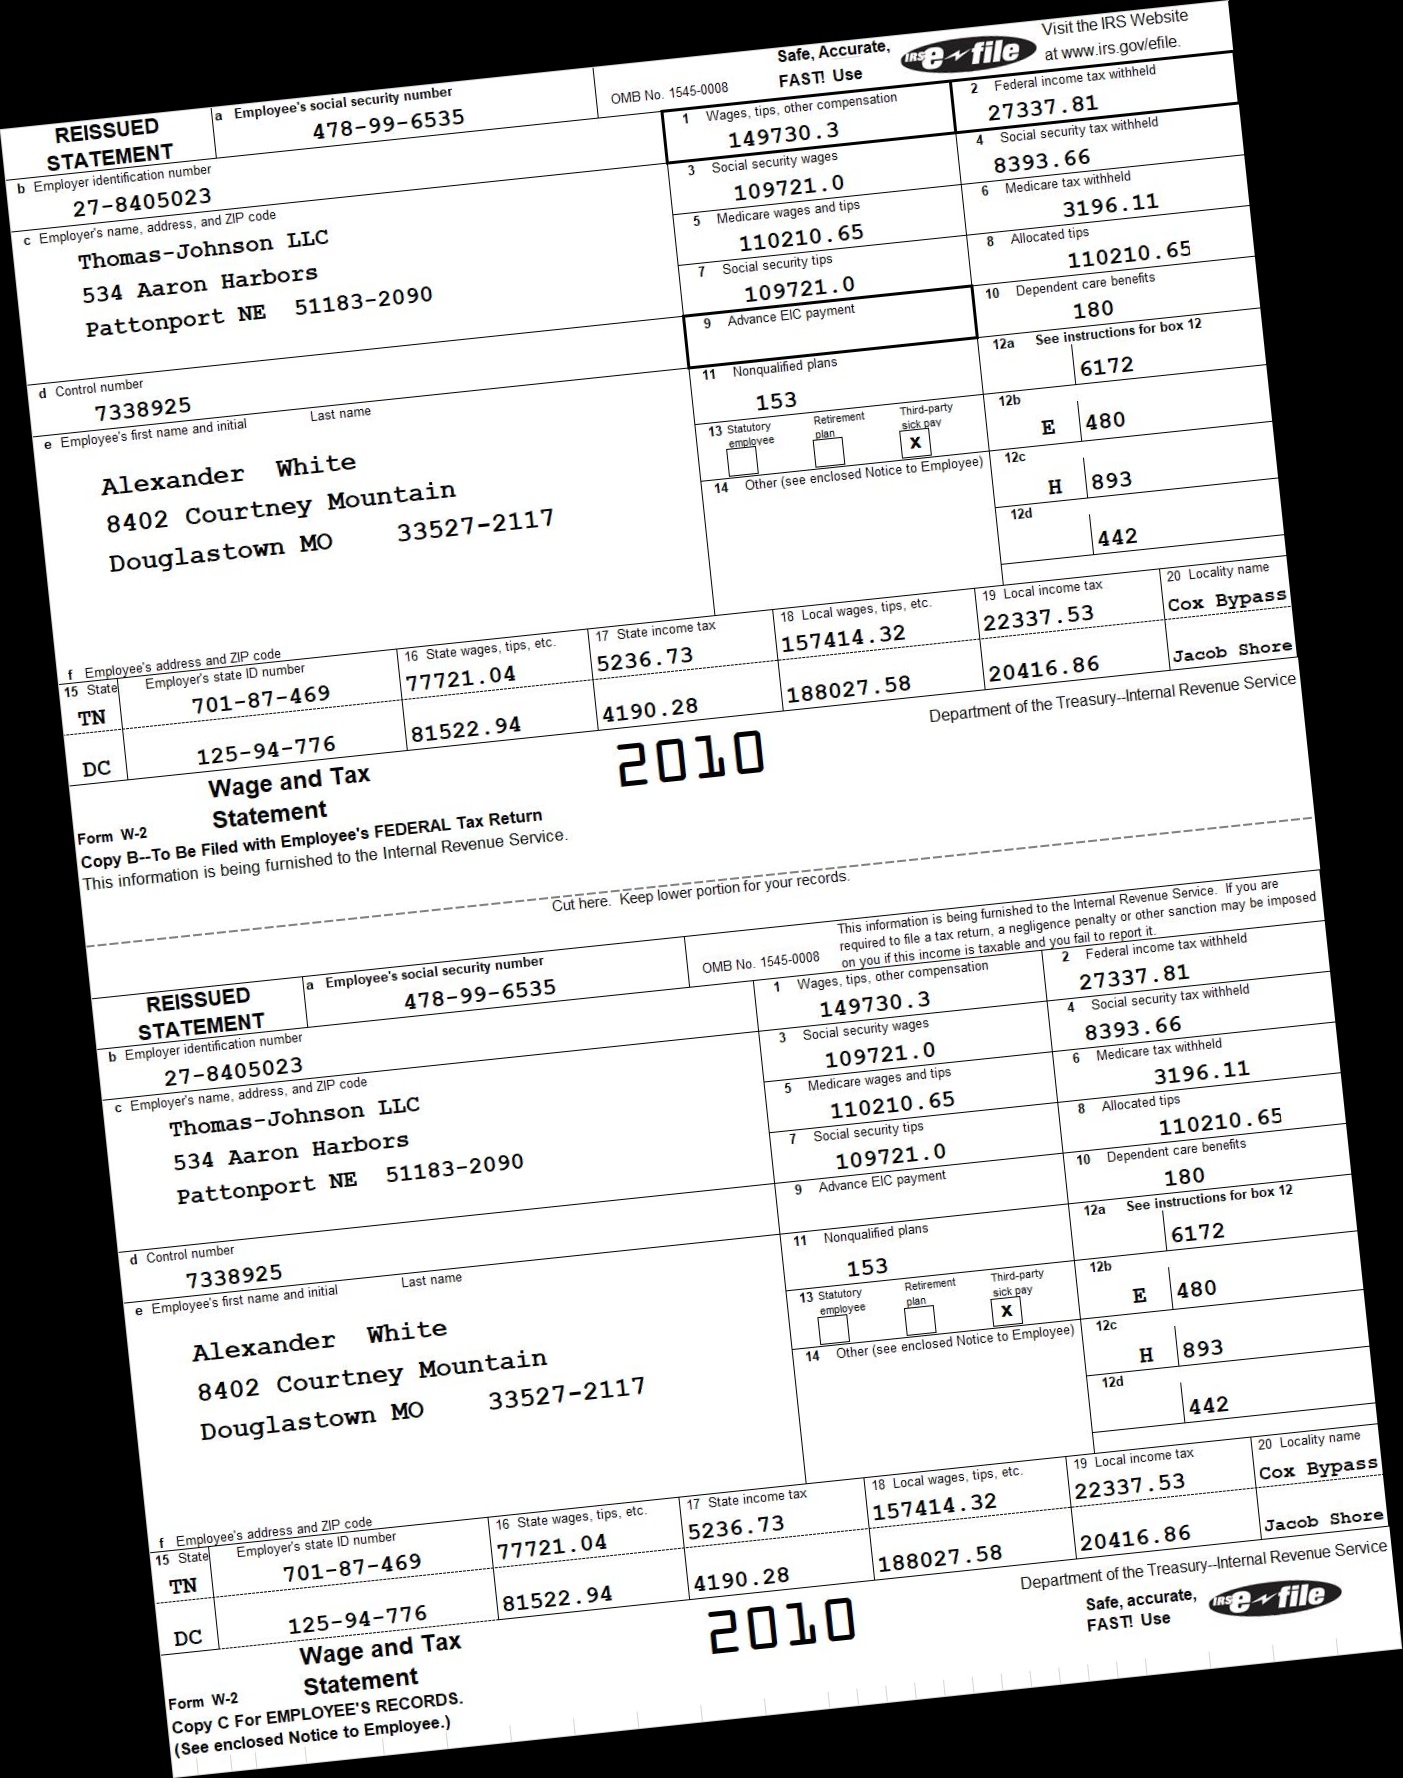 Safe, Accurate,
FAST! Use
IRS e-file
Visit the IRS Website
at www.irs.gov/efile.
REISSUED
STATEMENT
a Employee's social security number
478-99-6535
OMB No. 1545-0008
1 Wages, tips, other compensation
149730.3
2 Federal income tax withheld
27337.81
b Employer identification number
27-8405023
3 Social security wages
109721.0
4 Social security tax withheld
8393.66
c Employer's name, address, and ZIP code
Thomas-Johnson LLC
534 Aaron Harbors
Pattonport NE 51183-2090
5 Medicare wages and tips
110210.65
6 Medicare tax withheld
3196.11
7 Social security tips
109721.0
8 Allocated tips
110210.65
d Control number
7338925
9 Advance EIC payment
10 Dependent care benefits
180
e Employee's first name and initial Last name
Alexander White
8402 Courtney Mountain
Douglastown MO 33527-2117
11 Nonqualified plans
153
12a See instructions for box 12
6172
13 Statutory employee
Retirement plan
Third-party sick pay
x
12b
E 480
14 Other (see enclosed Notice to Employee)
12c
H 893
12d
442
f Employee's address and ZIP code
15 State Employer's state ID number
16 State wages, tips, etc.
17 State income tax
18 Local wages, tips, etc.
19 Local income tax
20 Locality name
TN 701-87-469 77721.04 5236.73 157414.32 22337.53 Cox Bypass
DC 125-94-776 81522.94 4190.28 188027.58 20416.86 Jacob Shore
Form W-2
Wage and Tax
Statement
2010
Department of the Treasury--Internal Revenue Service
Copy B--To Be Filed with Employee's FEDERAL Tax Return
This information is being furnished to the Internal Revenue Service.
Cut here. Keep lower portion for your records.
This information is being furnished to the Internal Revenue Service. If you are
required to file a tax return, a negligence penalty or other sanction may be imposed
on you if this income is taxable and you fail to report it.
REISSUED
STATEMENT
a Employee's social security number
478-99-6535
OMB No. 1545-0008
1 Wages, tips, other compensation
149730.3
2 Federal income tax withheld
27337.81
b Employer identification number
27-8405023
3 Social security wages
109721.0
4 Social security tax withheld
8393.66
c Employer's name, address, and ZIP code
Thomas-Johnson LLC
534 Aaron Harbors
Pattonport NE 51183-2090
5 Medicare wages and tips
110210.65
6 Medicare tax withheld
3196.11
7 Social security tips
109721.0
8 Allocated tips
110210.65
d Control number
7338925
9 Advance EIC payment
10 Dependent care benefits
180
e Employee's first name and initial Last name
Alexander White
8402 Courtney Mountain
Douglastown MO 33527-2117
11 Nonqualified plans
153
12a See instructions for box 12
6172
13 Statutory employee
Retirement plan
Third-party sick pay
x
12b
E 480
14 Other (see enclosed Notice to Employee)
12c
H 893
12d
442
f Employee's address and ZIP code
15 State Employer's state ID number
16 State wages, tips, etc.
17 State income tax
18 Local wages, tips, etc.
19 Local income tax
20 Locality name
TN 701-87-469 77721.04 5236.73 157414.32 22337.53 Cox Bypass
DC 125-94-776 81522.94 4190.28 188027.58 20416.86 Jacob Shore
Form W-2
Wage and Tax
Statement
2010
Department of the Treasury--Internal Revenue Service
Safe, accurate,
FAST! Use
IRS e-file
Copy C For EMPLOYEE'S RECORDS.
(See enclosed Notice to Employee.)